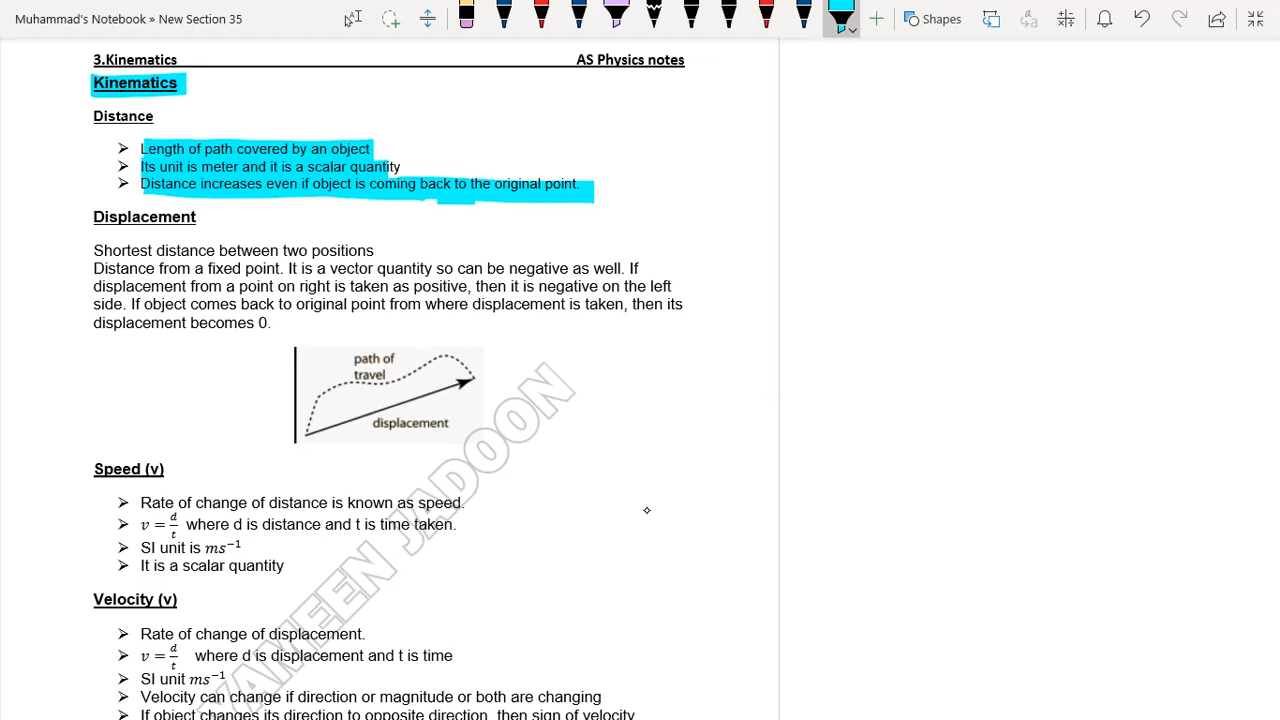 Muhammad's Notebook » New Section 35
Shapes
3.Kinematics AS Physics notes
Kinematics
Distance
➢ Length of path covered by an object
➢ Its unit is meter and it is a scalar quantity
➢ Distance increases even if object is coming back to the original point.
Displacement
Shortest distance between two positions
Distance from a fixed point. It is a vector quantity so can be negative as well. If
displacement from a point on right is taken as positive, then it is negative on the left
side. If object comes back to original point from where displacement is taken, then its
displacement becomes 0.
path of
travel
displacement
Speed (v)
➢ Rate of change of distance is known as speed.
➢ v = d/t where d is distance and t is time taken.
➢ SI unit is ms⁻¹
➢ It is a scalar quantity
Velocity (v)
➢ Rate of change of displacement.
➢ v = d/t where d is displacement and t is time
➢ SI unit ms⁻¹
➢ Velocity can change if direction or magnitude or both are changing
➢ If object changes its direction to opposite direction, then sign of velocity
YAMEEN JADOON